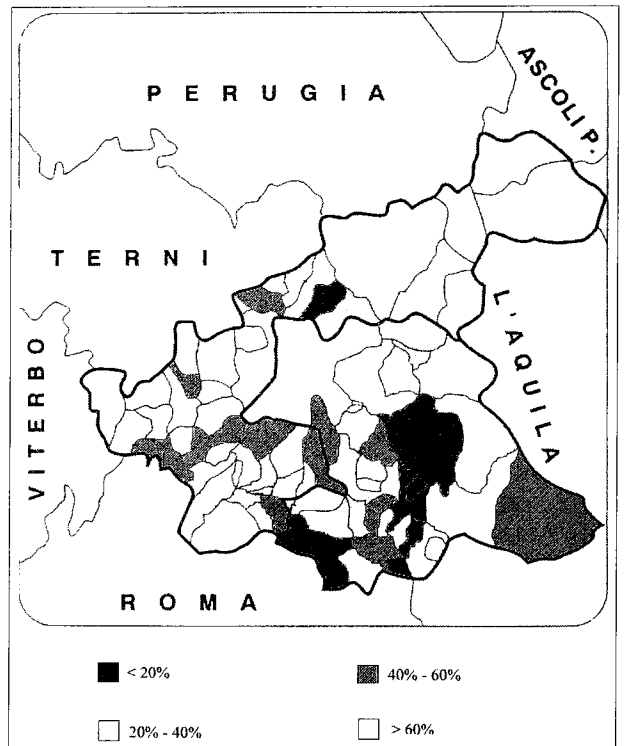 PERUGIA
ASCOLI P.
TERNI
L'AQUILA
VITERBO
ROMA
< 20%
40% - 60%
20% - 40%
> 60%